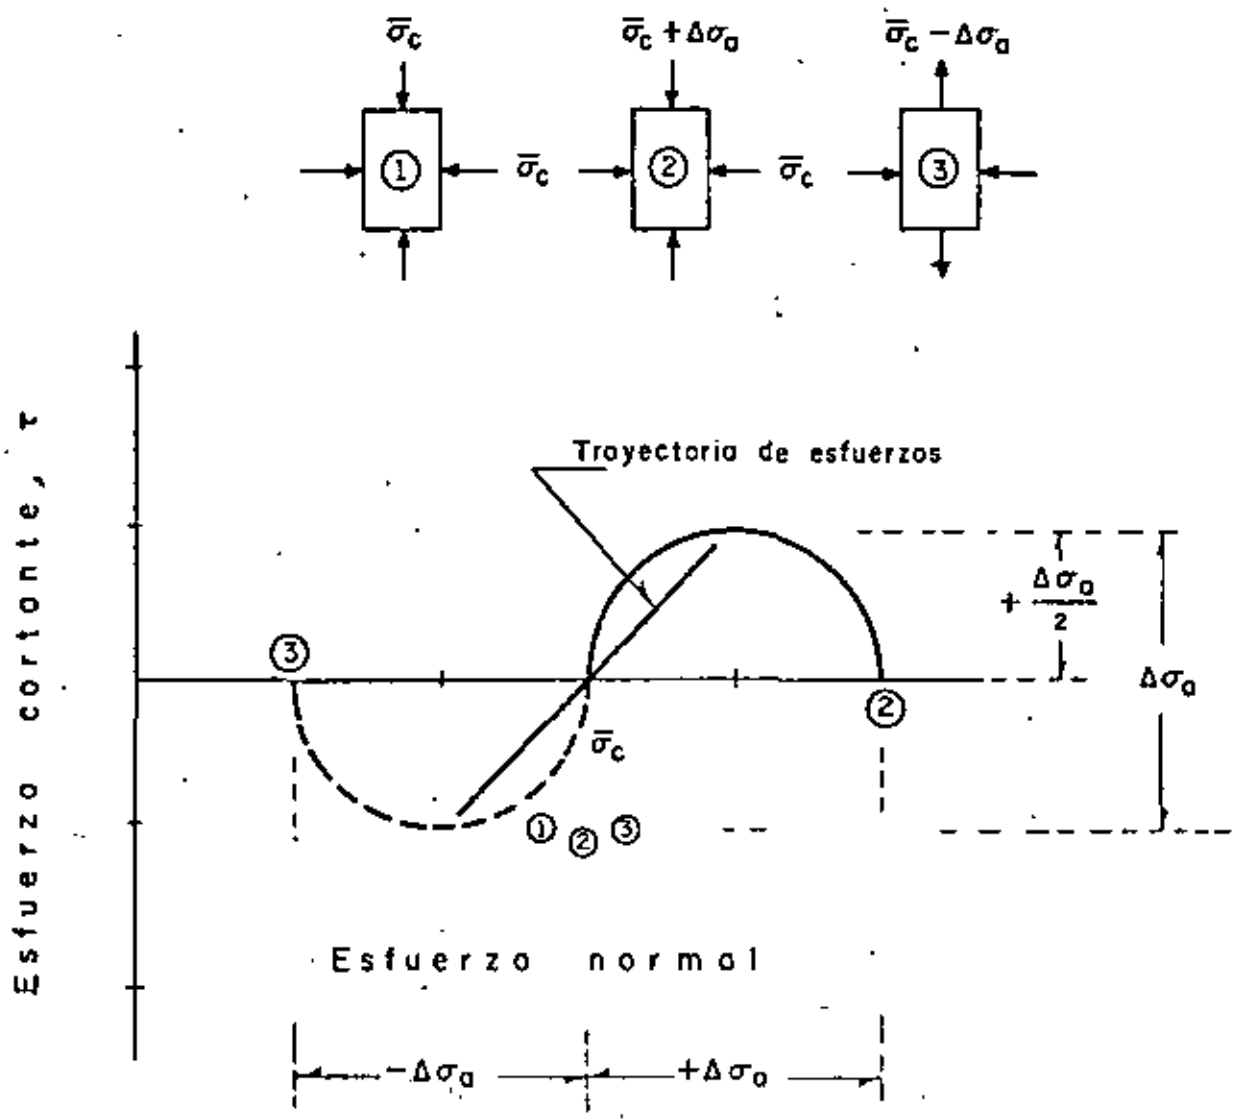 σ̅c
σ̅c + Δσa
σ̅c − Δσa
① σ̅c ② σ̅c ③
Trayectoria de esfuerzos
Esfuerzo cortante, τ
+ Δσa/2
Δσa
③
②
σ̅c
① ② ③
Esfuerzo normal
−Δσa
+Δσa